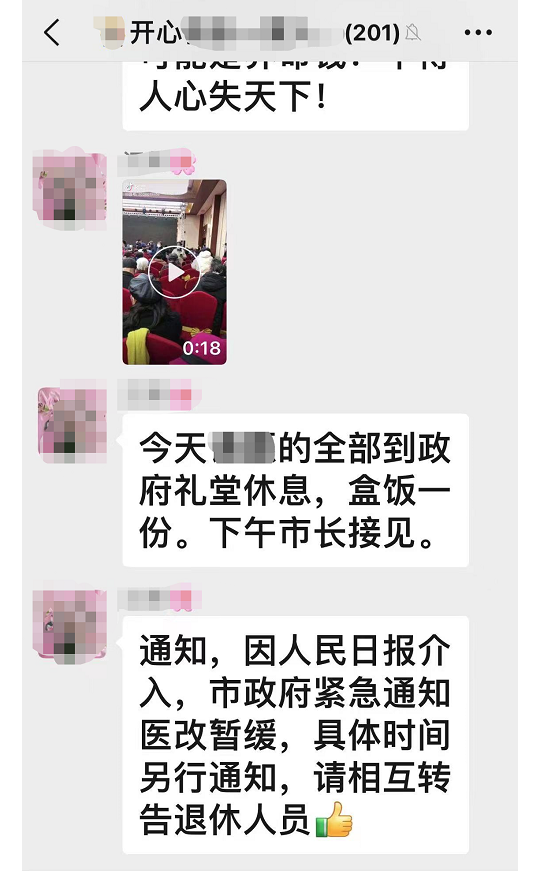 开心
(201)
人心失天下！
0:18
今天
的全部到政
府礼堂休息，盒饭一
份。下午市长接见。
通知，因人民日报介
入，市政府紧急通知
医改暂缓，具体时间
另行通知，请相互转
告退休人员